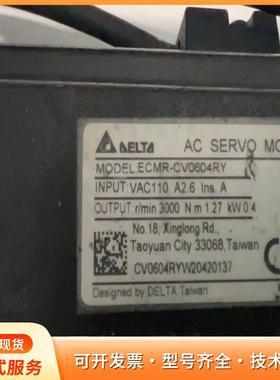 DELTA AC SERVO MO
MODEL:ECMR-CV0604RY
INPUT:VAC110 A2.6 Ins. A
OUTPUT:r/min 3000 N·m 1.27 kW 0.4
No.18, Xinglong Rd.,
Taoyuan City 33068,Taiwan
CV0604RYW20420137
Designed by DELTA Taiwan
现货
式服务
可开发票·型号齐全·技术